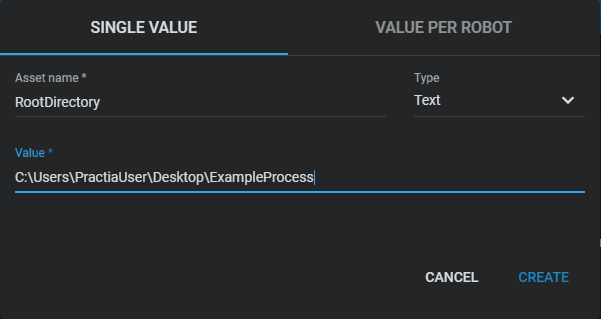 SINGLE VALUE
VALUE PER ROBOT
Asset name *
Type
RootDirectory
Text
Value *
C:\Users\PractiaUser\Desktop\ExampleProcess
CANCEL
CREATE